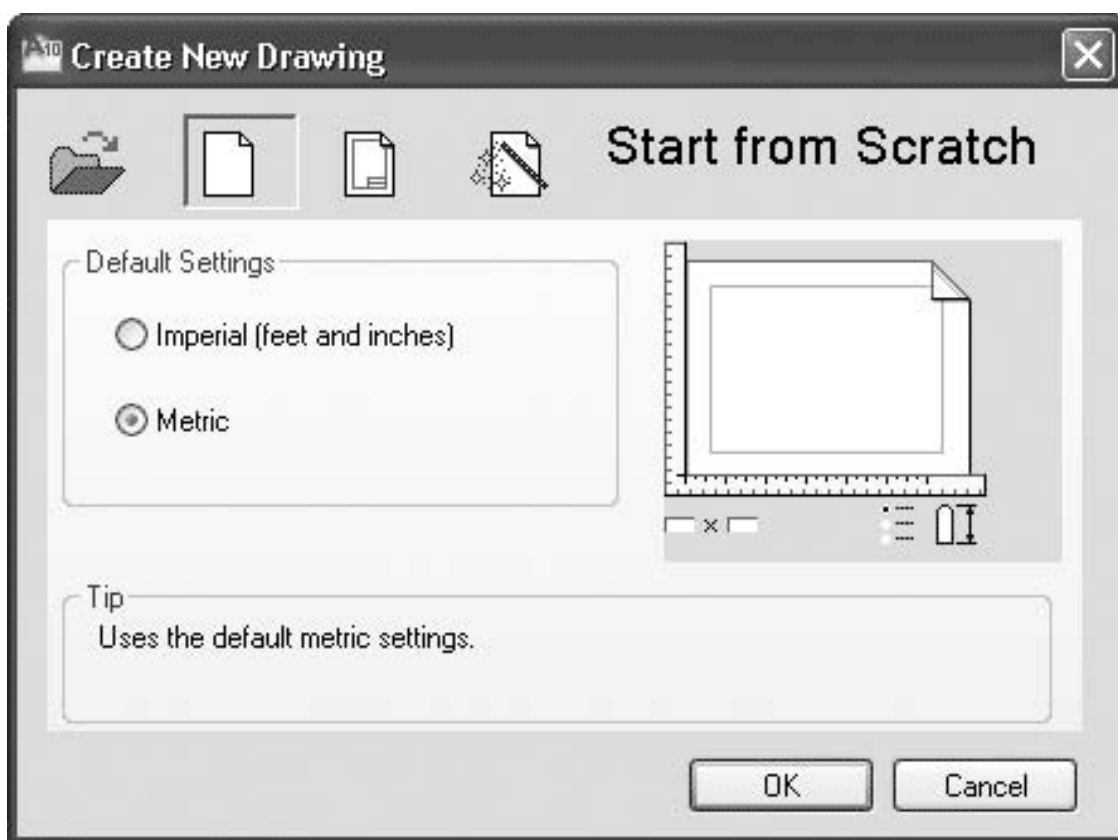 A10 Create New Drawing
Start from Scratch
Default Settings
Imperial (feet and inches)
Metric
Tip
Uses the default metric settings.
OK
Cancel